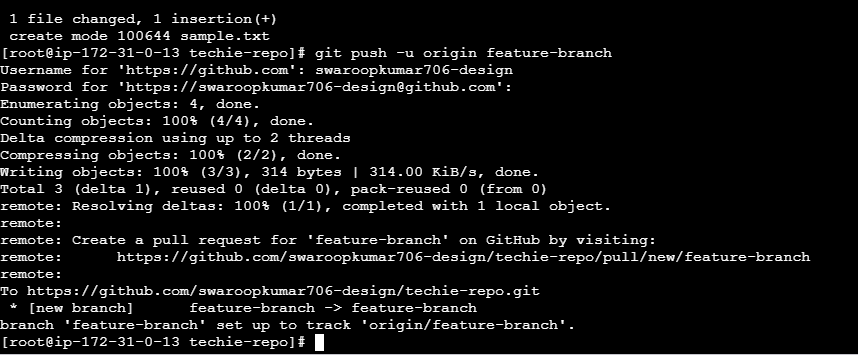 1 file changed, 1 insertion(+)
create mode 100644 sample.txt
[root@ip-172-31-0-13 techie-repo]# git push -u origin feature-branch
Username for 'https://github.com': swaroopkumar706-design
Password for 'https://swaroopkumar706-design@github.com':
Enumerating objects: 4, done.
Counting objects: 100% (4/4), done.
Delta compression using up to 2 threads
Compressing objects: 100% (2/2), done.
Writing objects: 100% (3/3), 314 bytes | 314.00 KiB/s, done.
Total 3 (delta 1), reused 0 (delta 0), pack-reused 0 (from 0)
remote: Resolving deltas: 100% (1/1), completed with 1 local object.
remote:
remote: Create a pull request for 'feature-branch' on GitHub by visiting:
remote:      https://github.com/swaroopkumar706-design/techie-repo/pull/new/feature-branch
remote:
To https://github.com/swaroopkumar706-design/techie-repo.git
 * [new branch]      feature-branch -> feature-branch
branch 'feature-branch' set up to track 'origin/feature-branch'.
[root@ip-172-31-0-13 techie-repo]#